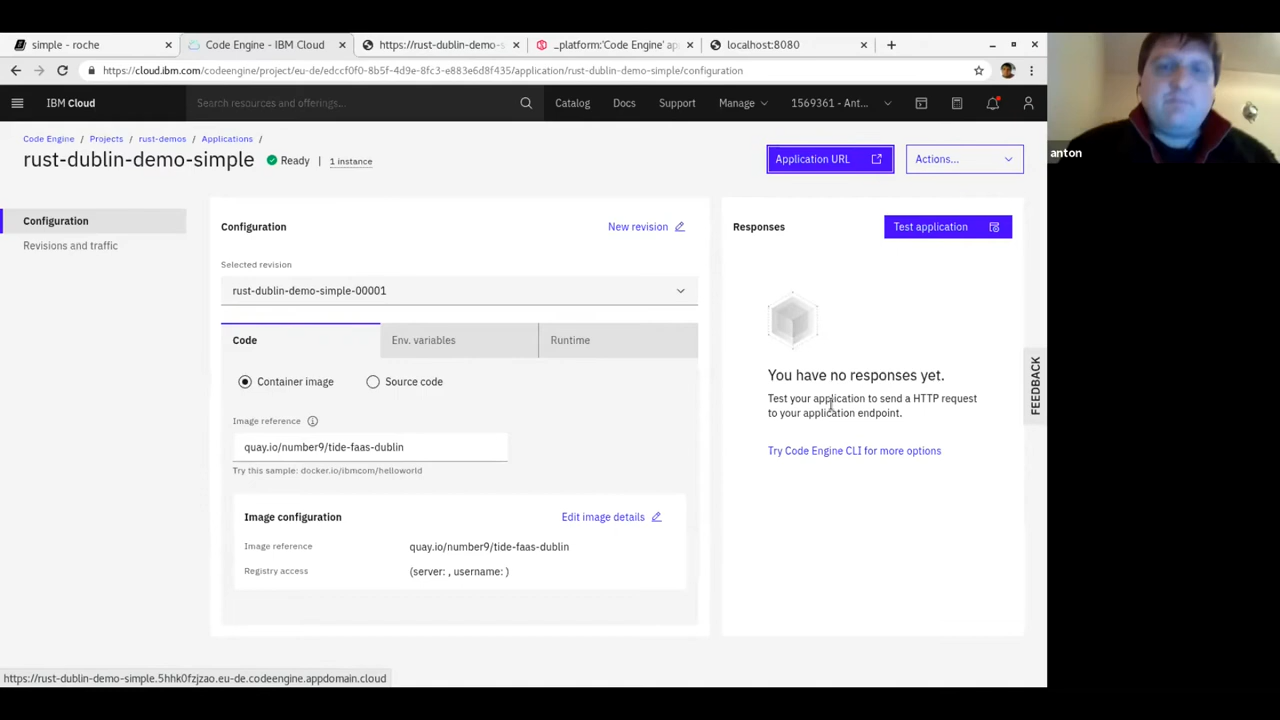 simple - roche
Code Engine - IBM Cloud
https://rust-dublin-demo-s
_platform:'Code Engine' ap
localhost:8080
https://cloud.ibm.com/codeengine/project/eu-de/edccf0f0-8b5f-4d9e-8fc3-e883e6d8f435/application/rust-dublin-demo-simple/configuration
IBM Cloud
Search resources and offerings...
Catalog
Docs
Support
Manage
1569361 - Ant...
Code Engine / Projects / rust-demos / Applications /
rust-dublin-demo-simple
Ready | 1 instance
Application URL
Actions...
anton
Configuration
Revisions and traffic
Configuration
New revision
Selected revision
rust-dublin-demo-simple-00001
Code
Env. variables
Runtime
Container image
Source code
Image reference
quay.io/number9/tide-faas-dublin
Try this sample: docker.io/ibmcom/helloworld
Image configuration
Edit image details
Image reference
quay.io/number9/tide-faas-dublin
Registry access
(server: , username: )
Responses
Test application
You have no responses yet.
Test your application to send a HTTP request
to your application endpoint.
Try Code Engine CLI for more options
FEEDBACK
https://rust-dublin-demo-simple.5hhk0fzjzao.eu-de.codeengine.appdomain.cloud